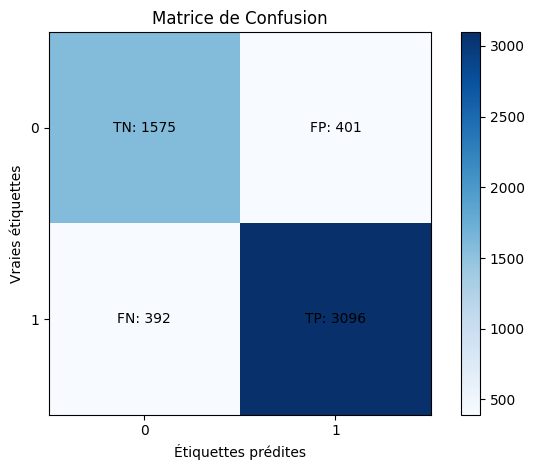 Matrice de Confusion
3000
TN: 1575
FP: 401
0
2500
2000
Vraies étiquettes
1500
FN: 392
TP: 3096
1
1000
500
0
1
Étiquettes prédites